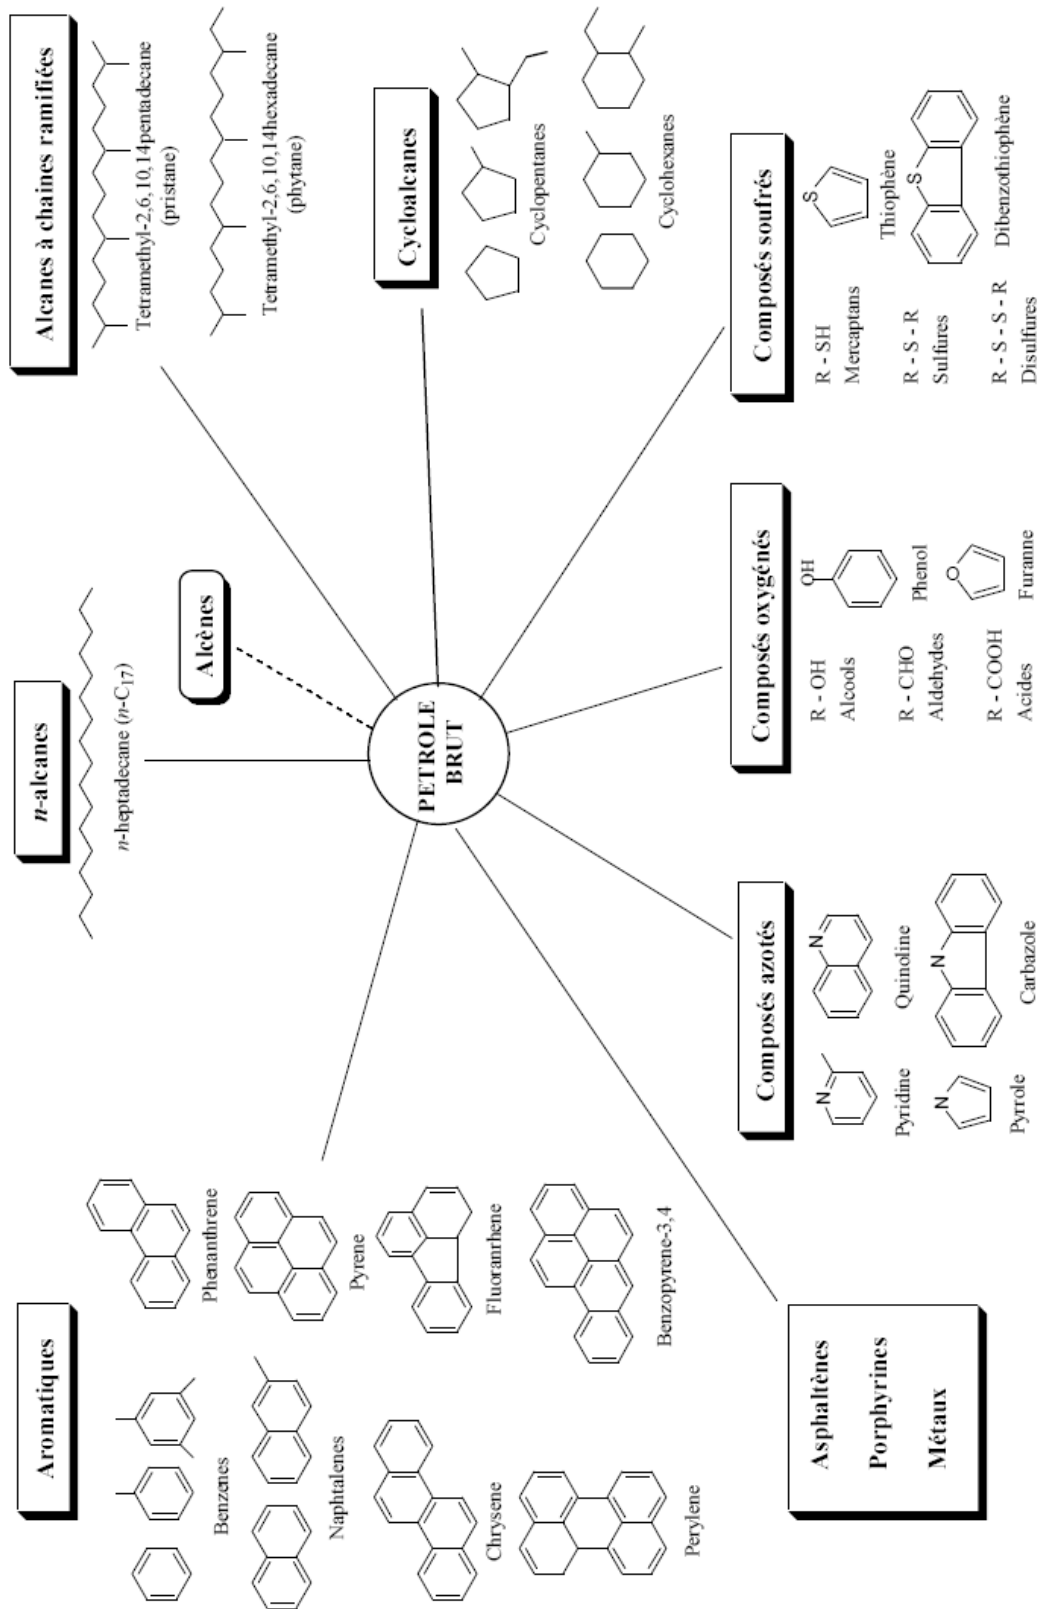 Aromatiques
Benzenes
Phenanthrene
Naphtalenes
Pyrene
Chrysene
Fluoranrhene
Perylene
Benzopyrene-3,4
n-alcanes
n-heptadecane (n-C17)
Alcènes
Alcanes à chaines ramifiées
Tetramethyl-2,6,10,14pentadecane
(pristane)
Tetramethyl-2,6,10,14hexadecane
(phytane)
PETROLE
BRUT
Cycloalcanes
Cyclopentanes
Cyclohexanes
Asphaltènes
Porphyrines
Métaux
Composés azotés
N
N
Pyridine
Quinoline
N
N
Pyrrole
Carbazole
Composés oxygénés
R - OH
OH
Alcools
Phenol
R - CHO
Aldehydes
O
R - COOH
Acides
Furanne
Composés soufrés
R - SH
S
Mercaptans
Thiophène
R - S - R
S
Sulfures
R - S - S - R
Dibenzothiophène
Disulfures